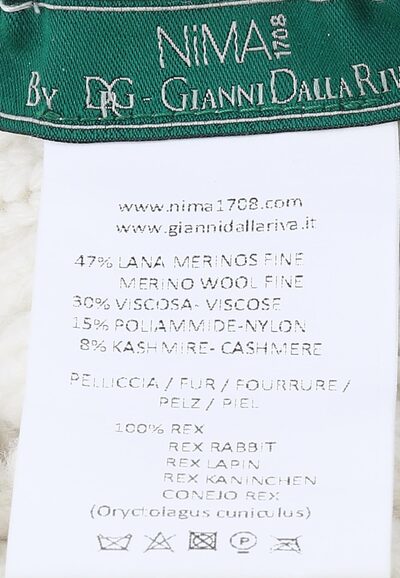 NiMA 1708
By DRG - GIANNI DALLA RIV
www.nima1708.com
www.giannidallariva.it
47% LANA MERINOS FINE
MERINO WOOL FINE
30% VISCOSA- VISCOSE
15% POLIAMMIDE-NYLON
8% KASHMIRE- CASHMERE
PELLICCIA / FUR / FOURRURE /
PELZ / PIEL
100% REX
REX RABBIT
REX LAPIN
REX KANINCHEN
CONEJO REX
(Oryctolagus cuniculus)
P